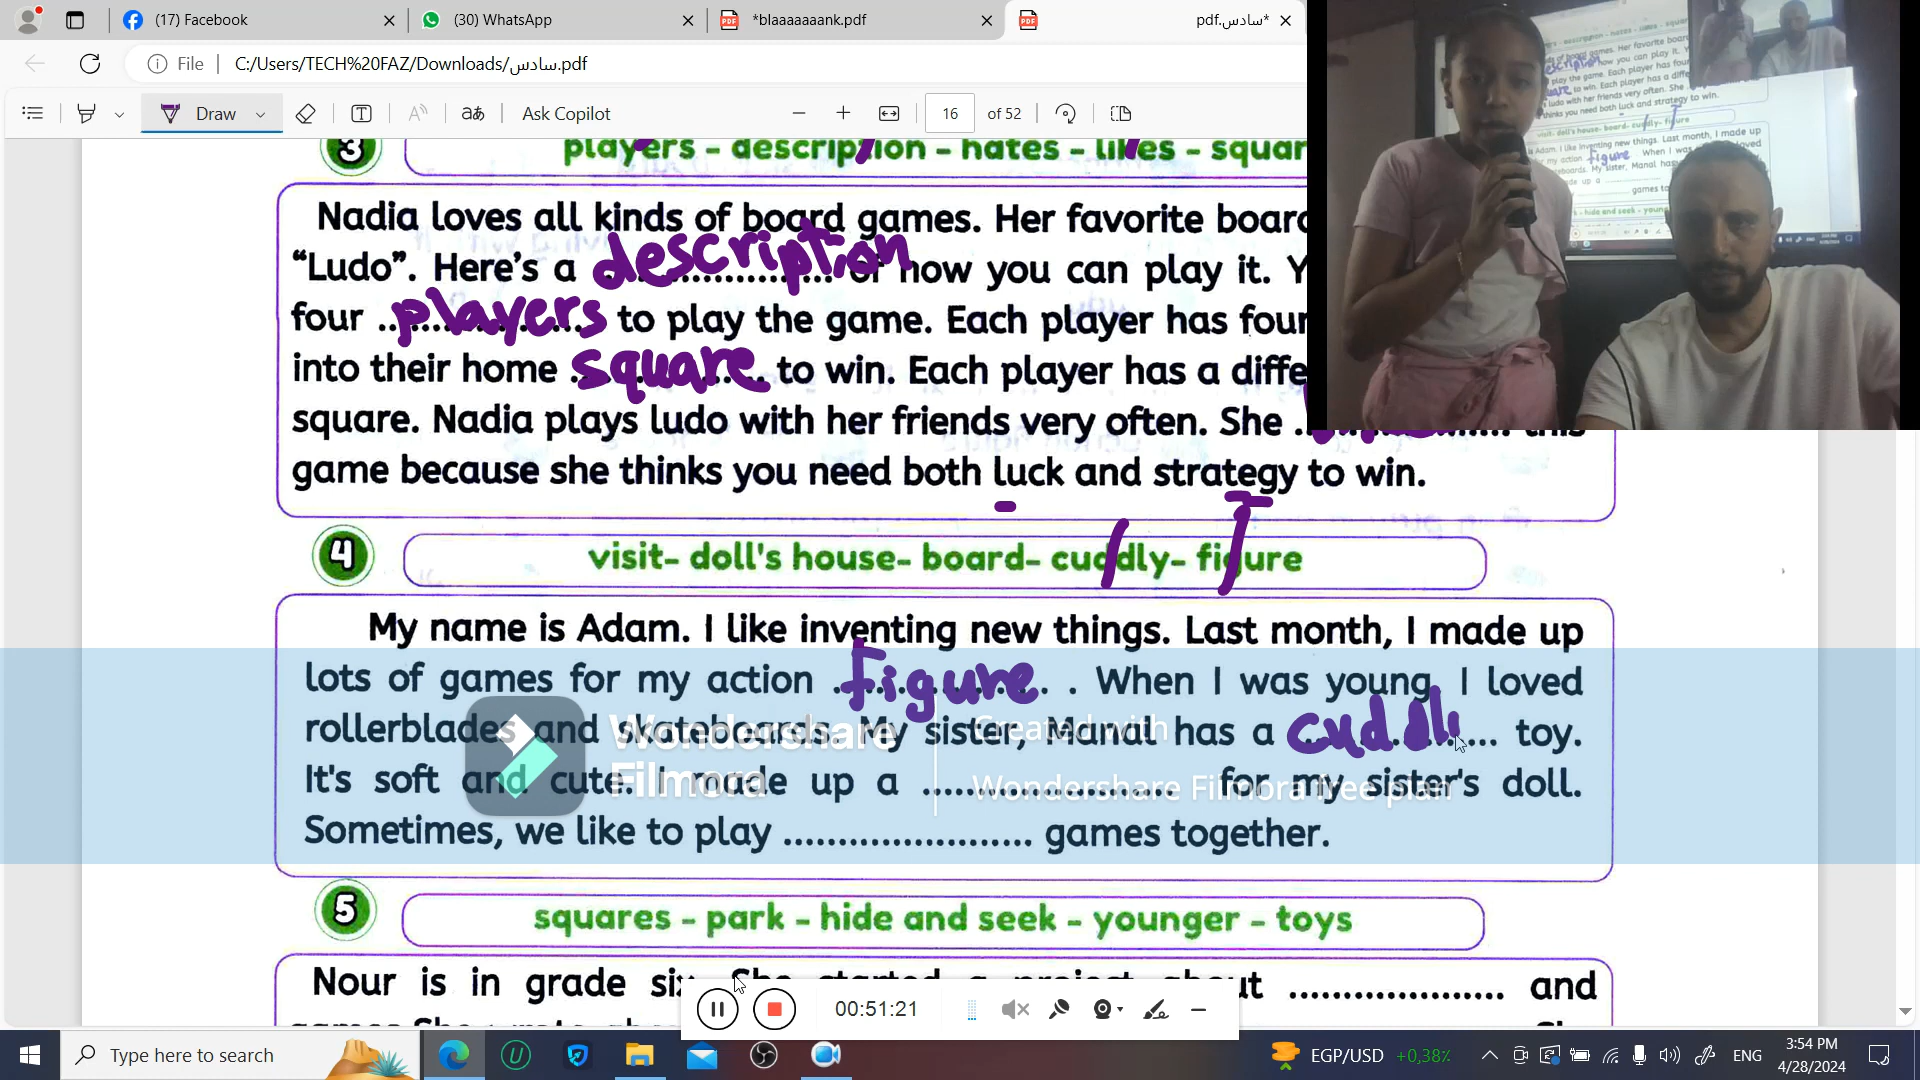 (17) Facebook
(30) WhatsApp
*blaaaaaaank.pdf
*سادس.pdf
File
C:/Users/TECH%20FAZ/Downloads/سادس.pdf
Draw
Ask Copilot
16
of 52
3
players - description - hates - likes - squar
Nadia loves all kinds of board games. Her favorite board
“Ludo”. Here’s a description of how you can play it. Y
four players to play the game. Each player has four
into their home square to win. Each player has a diffe
square. Nadia plays ludo with her friends very often. She this
game because she thinks you need both luck and strategy to win.
4
visit- doll's house- board- cuddly- figure
My name is Adam. I like inventing new things. Last month, I made up
lots of games for my action figure . When I was young, I loved
rollerblades and skateboards. My sister, Manal has a cuddl toy.
It's soft and cute. I made up a ........................ for my sister's doll.
Sometimes, we like to play ....................... games together.
Wondershare
Filmora
Created with
Wondershare Filmora free plan
5
squares - park - hide and seek - younger - toys
Nour is in grade six. She started a project about .................... and
00:51:21
Type here to search
EGP/USD +0,38%
ENG
3:54 PM
4/28/2024